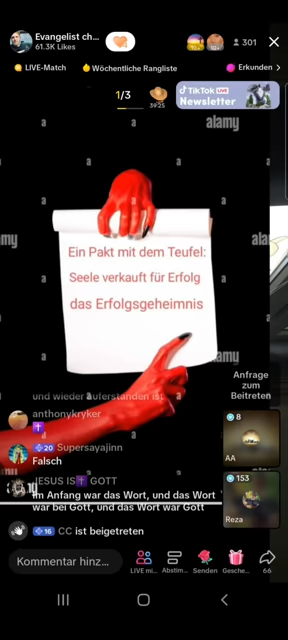 Evangelist ch...
61.3K Likes
301
LIVE-Match
Wöchentliche Rangliste
Erkunden
1/3
39:25
TikTok LIVE
Newsletter
a
alamy
Ein Pakt mit dem Teufel:
Seele verkauft für Erfolg
das Erfolgsgeheimnis
Anfrage
zum
Beitreten
und wieder auferstanden ist
anthonykryker
✝️
20 Supersayajinn
Falsch
JESUS IS✝️ GOTT
Im Anfang war das Wort, und das Wort
war bei Gott, und das Wort war Gott
16 CC ist beigetreten
8
AA
153
Reza
Kommentar hinz...
LIVE mi...
Abstim...
Senden
Gesche...
66